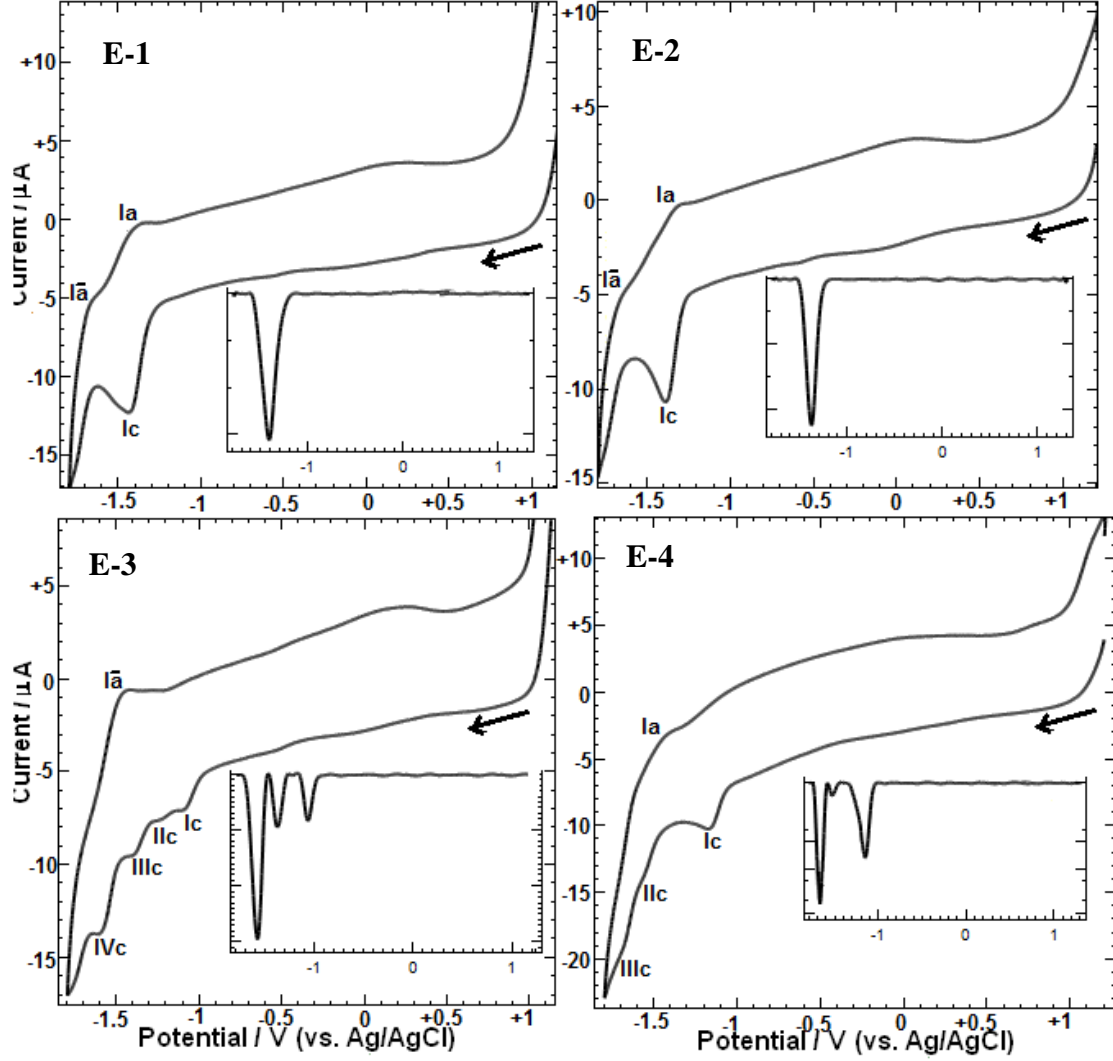 E-1
+10
+5
0
-5
-10
-15
Current / µA
Ia
Iā
Ic
-1 0 1
-1.5 -1 -0.5 0 +0.5 +1
E-2
+10
+5
0
-5
-10
-15
Ia
Iā
Ic
-1 0 1
-1.5 -1 -0.5 0 +0.5 +1
E-3
+5
0
-5
-10
-15
Current / µA
Iā
Ic
IIc
IIIc
IVc
-1 0 1
-1.5 -1 -0.5 0 +0.5 +1
Potential / V (vs. Ag/AgCl)
E-4
+10
+5
0
-5
-10
-15
-20
Ia
Ic
IIc
IIIc
-1 0 1
-1.5 -1 -0.5 0 +0.5 +1
Potential / V (vs. Ag/AgCl)